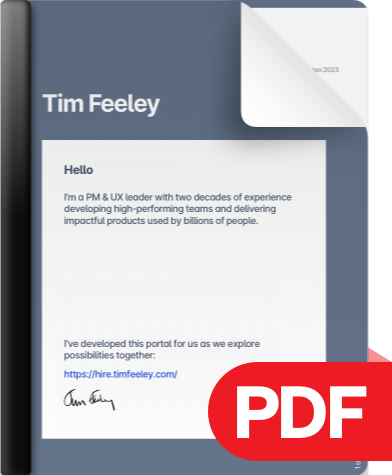 2023
Tim Feeley
Hello
I'm a PM & UX leader with two decades of experience
developing high-performing teams and delivering
impactful products used by billions of people.
I've developed this portal for us as we explore
possibilities together:
https://hire.timfeeley.com/
Tim Feeley
PDF